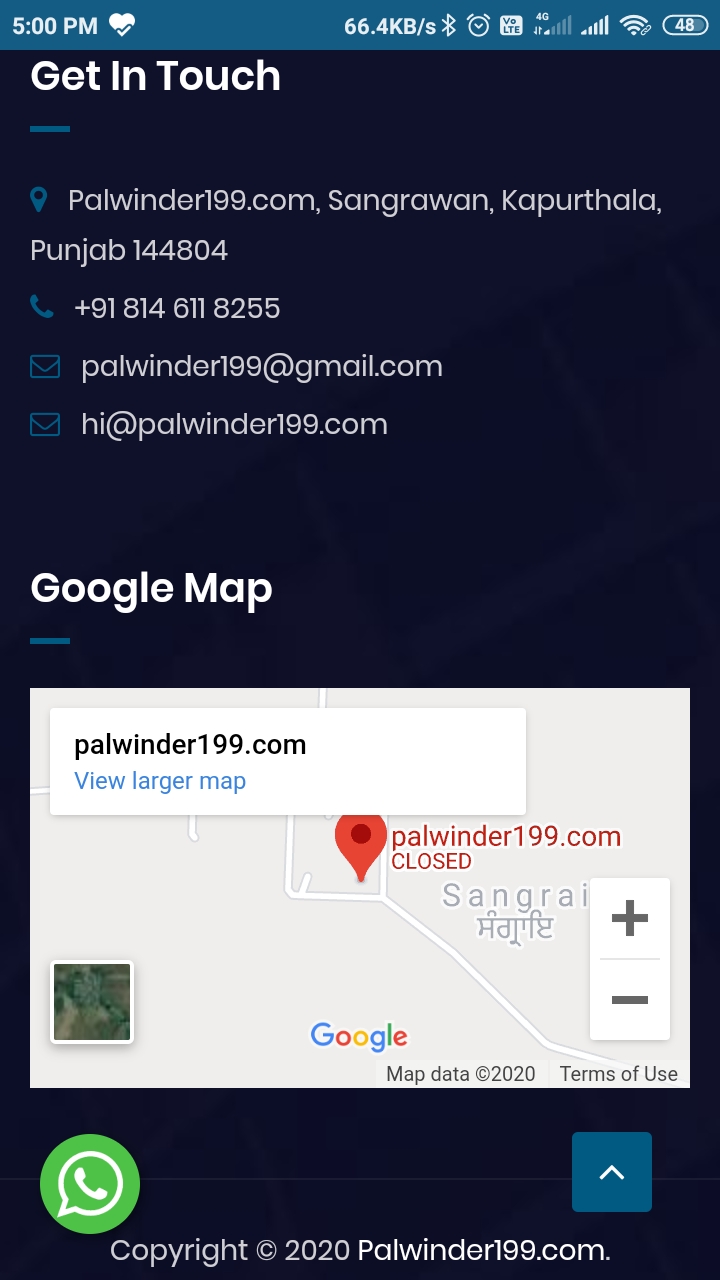 5:00 PM 66.4KB/s Vo LTE 4G 48
Get In Touch
Palwinder199.com, Sangrawan, Kapurthala,
Punjab 144804
+91 814 611 8255
palwinder199@gmail.com
hi@palwinder199.com
Google Map
palwinder199.com
View larger map
palwinder199.com
CLOSED
Sangrai
ਸੰਗ੍ਰਾਇ
Google
Map data ©2020 Terms of Use
Copyright © 2020 Palwinder199.com.